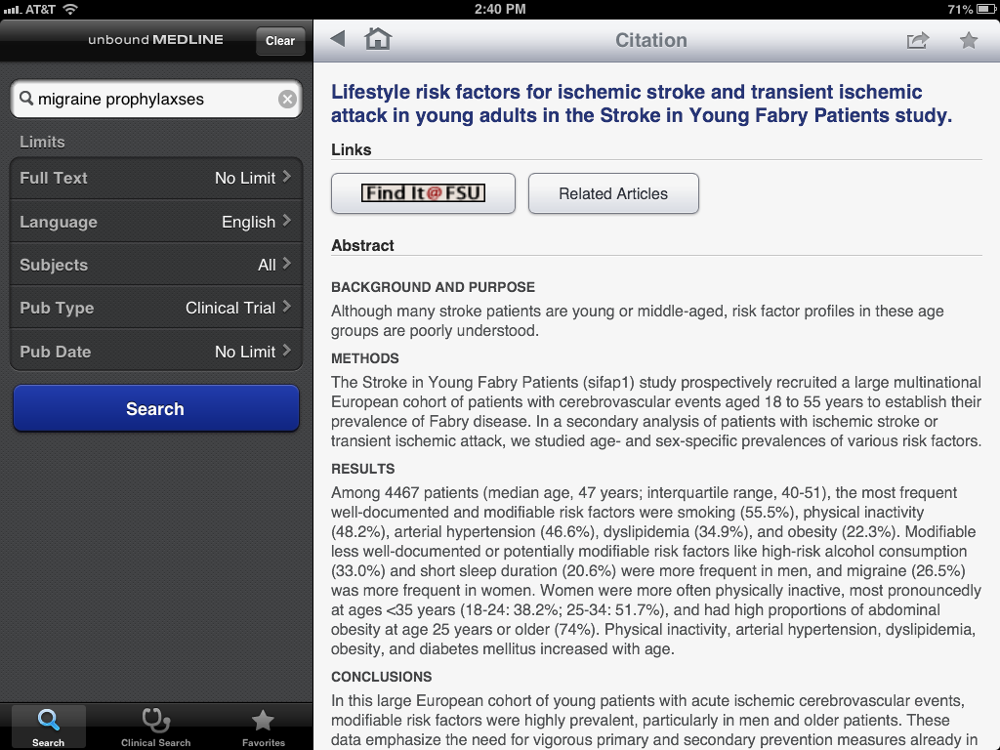 AT&T
2:40 PM
71%
unbound MEDLINE
Clear
migraine prophylaxses
Limits
Full Text No Limit
Language English
Subjects All
Pub Type Clinical Trial
Pub Date No Limit
Search
Search
Clinical Search
Favorites
Citation
Lifestyle risk factors for ischemic stroke and transient ischemic
attack in young adults in the Stroke in Young Fabry Patients study.
Links
Find It@FSU
Related Articles
Abstract
BACKGROUND AND PURPOSE
Although many stroke patients are young or middle-aged, risk factor profiles in these age
groups are poorly understood.
METHODS
The Stroke in Young Fabry Patients (sifap1) study prospectively recruited a large multinational
European cohort of patients with cerebrovascular events aged 18 to 55 years to establish their
prevalence of Fabry disease. In a secondary analysis of patients with ischemic stroke or
transient ischemic attack, we studied age- and sex-specific prevalences of various risk factors.
RESULTS
Among 4467 patients (median age, 47 years; interquartile range, 40-51), the most frequent
well-documented and modifiable risk factors were smoking (55.5%), physical inactivity
(48.2%), arterial hypertension (46.6%), dyslipidemia (34.9%), and obesity (22.3%). Modifiable
less well-documented or potentially modifiable risk factors like high-risk alcohol consumption
(33.0%) and short sleep duration (20.6%) were more frequent in men, and migraine (26.5%)
was more frequent in women. Women were more often physically inactive, most pronouncedly
at ages <35 years (18-24: 38.2%; 25-34: 51.7%), and had high proportions of abdominal
obesity at age 25 years or older (74%). Physical inactivity, arterial hypertension, dyslipidemia,
obesity, and diabetes mellitus increased with age.
CONCLUSIONS
In this large European cohort of young patients with acute ischemic cerebrovascular events,
modifiable risk factors were highly prevalent, particularly in men and older patients. These
data emphasize the need for vigorous primary and secondary prevention measures already in